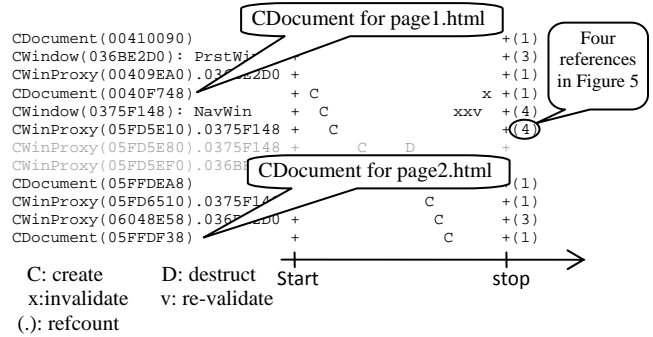 CDocument for page1.html
Four
references
in Figure 5
CDocument(00410090) +(1)
CWindow(036BE2D0): PrstWi + +(3)
CWinProxy(00409EA0).036BE2D0 + +(1)
CDocument(0040F748) + C x +(1)
CWindow(0375F148): NavWin + C xxv +(4)
CWinProxy(05FD5E10).0375F148 + C +(4)
CWinProxy(05FD5E80).0375F148 + C D +
CWinProxy(05FD5EF0).036B
CDocument for page2.html
CDocument(05FFDEA8) (1)
CWinProxy(05FD6510).0375F14 C +(1)
CWinProxy(06048E58).036 2D0 + C +(3)
CDocument(05FFDF38) + C +(1)
C: create D: destruct Start stop
x:invalidate v: re-validate
(.): refcount